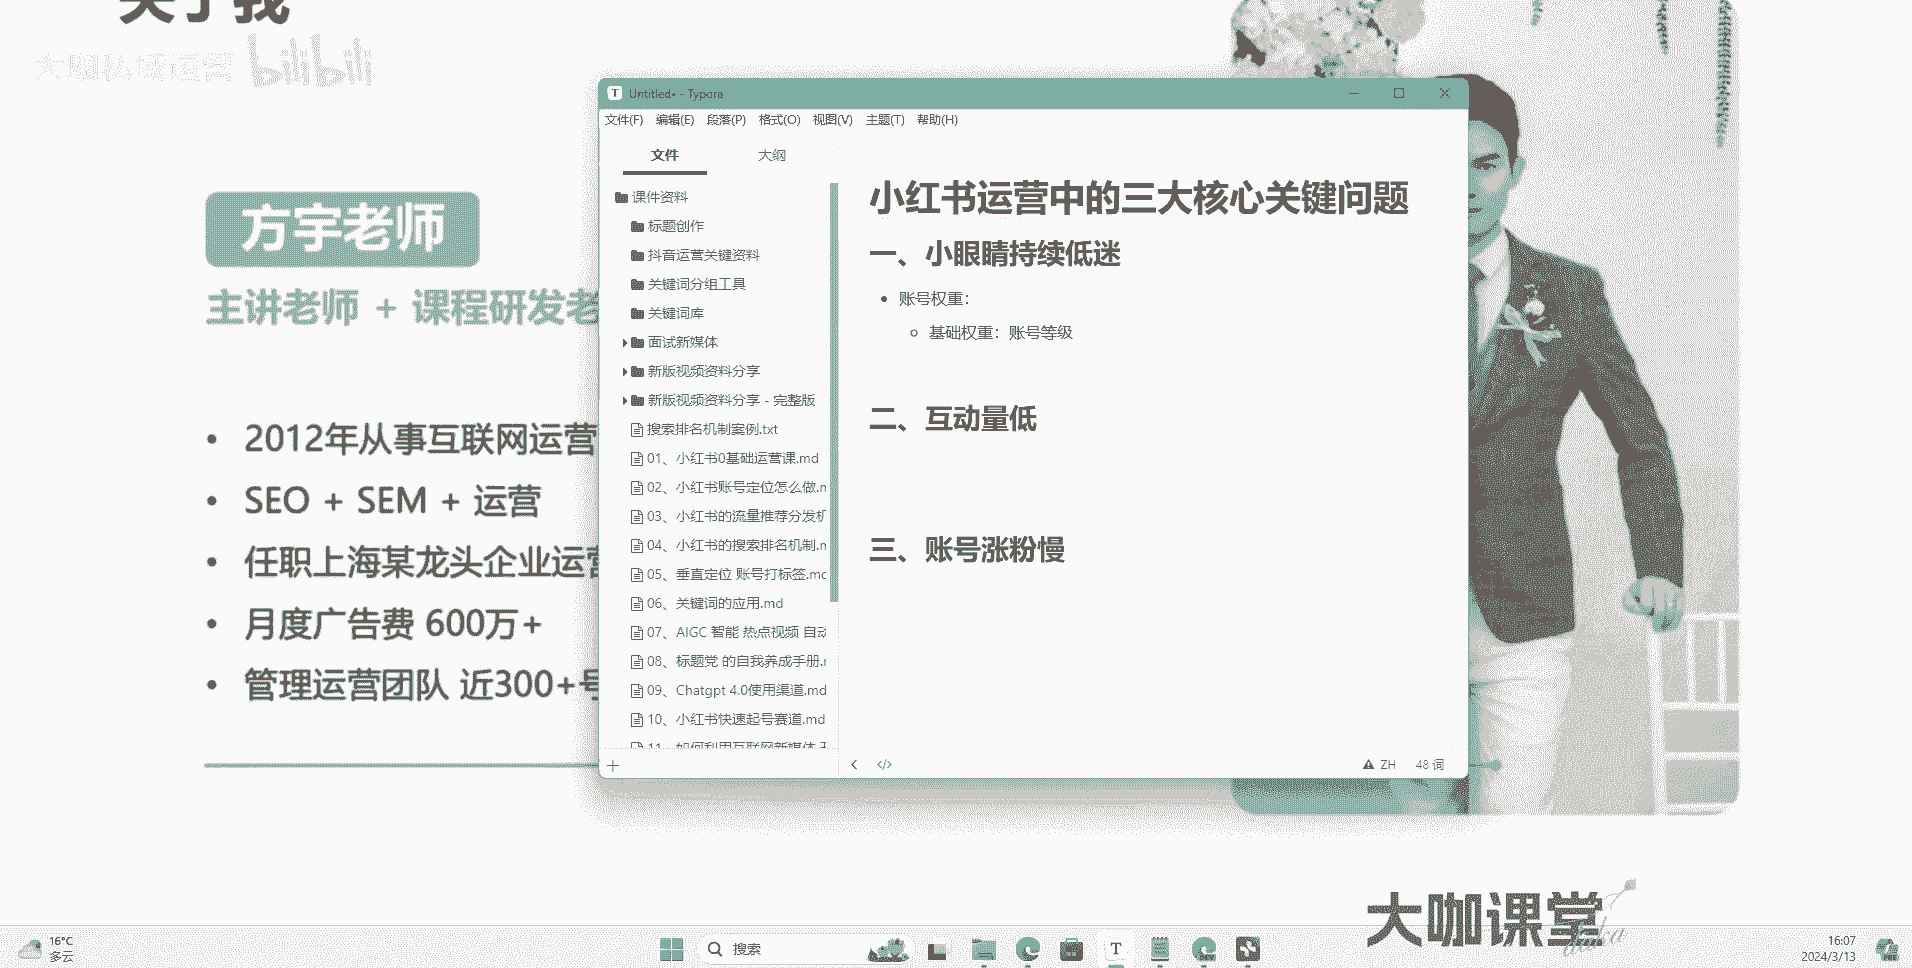 关于我
大咖私域运营 bilibili
方宇老师
主讲老师 + 课程研发老
2012年从事互联网运营
SEO + SEM + 运营
任职上海某龙头企业运营
月度广告费 600万+
管理运营团队 近300+号
Untitled• - Typora
文件(F) 编辑(E) 段落(P) 格式(O) 视图(V) 主题(T) 帮助(H)
文件 大纲
课件资料
标题创作
抖音运营关键资料
关键词分组工具
关键词库
面试新媒体
新版视频资料分享
新版视频资料分享 - 完整版
搜索排名机制案例.txt
01、小红书0基础运营课.md
02、小红书账号定位怎么做.m
03、小红书的流量推荐分发机
04、小红书的搜索排名机制.m
05、垂直定位 账号打标签.md
06、关键词的应用.md
07、AIGC 智能 热点视频 自动
08、标题党 的自我养成手册.m
09、Chatgpt 4.0使用渠道.md
10、小红书快速起号赛道.md
11、如何利用互联网新媒体
小红书运营中的三大核心关键问题
一、小眼睛持续低迷
账号权重：
基础权重：账号等级
二、互动量低
三、账号涨粉慢
ZH 48 词
大咖课堂
daka
16°C
多云
搜索
16:07
2024/3/13